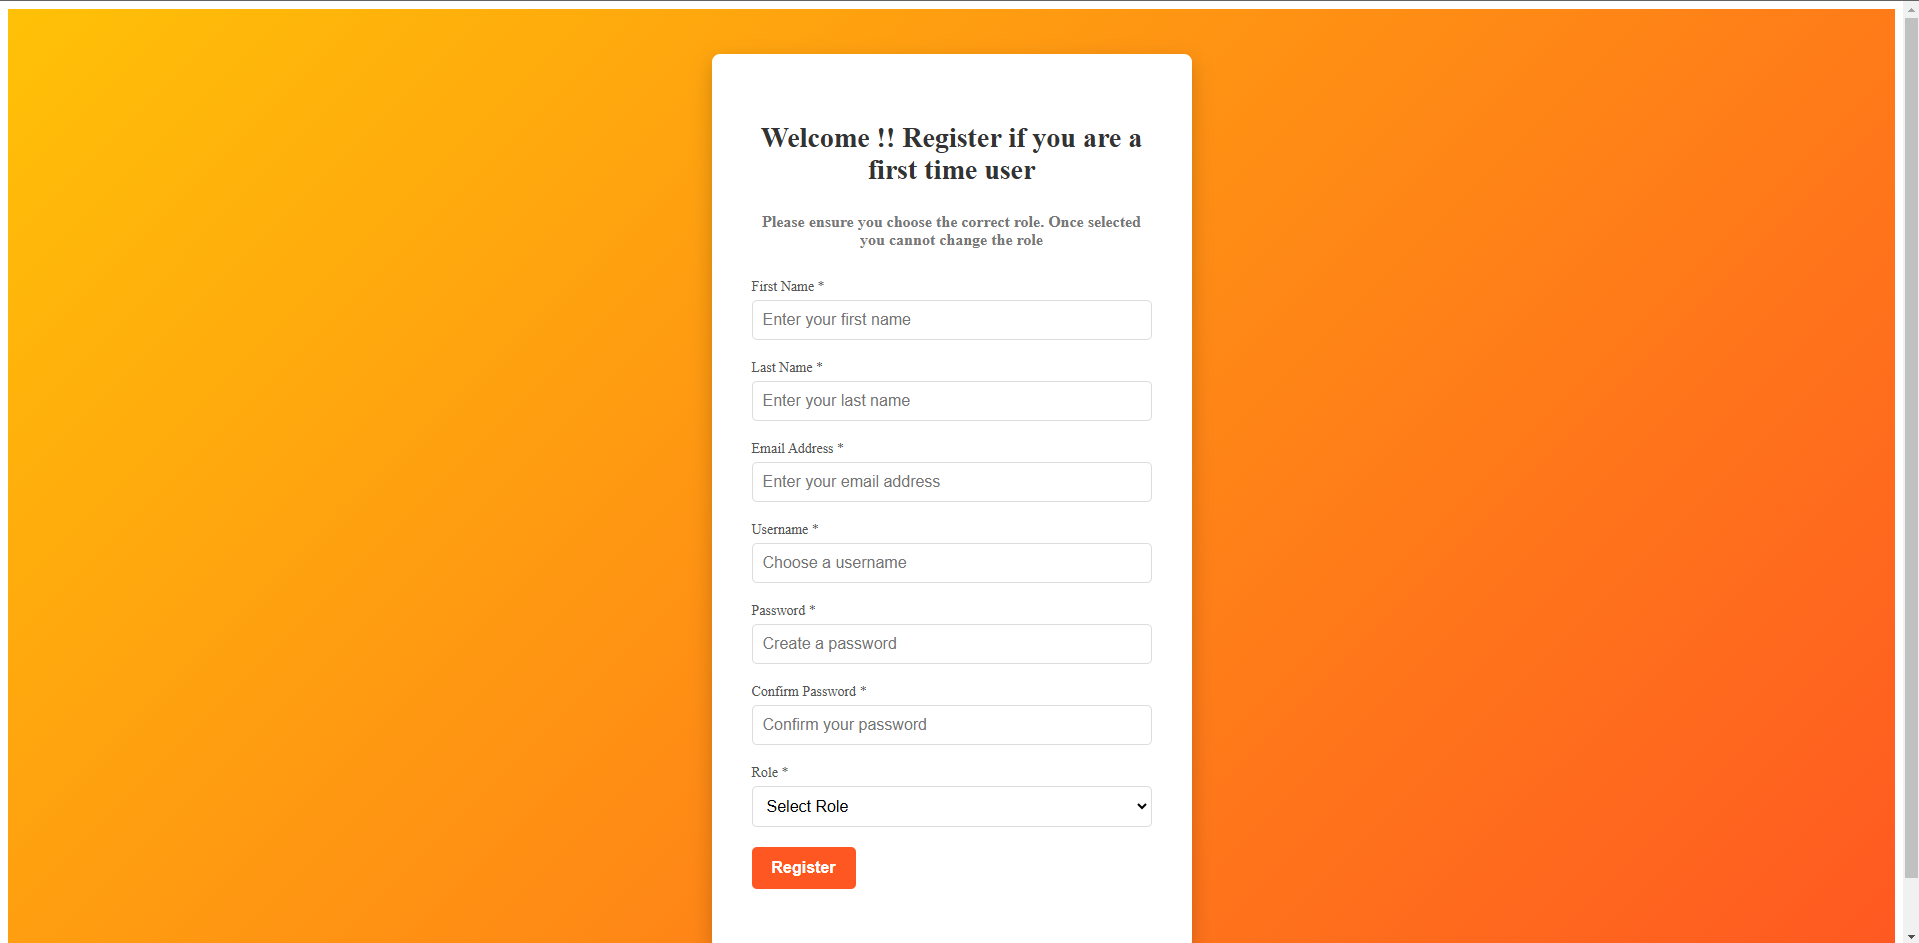 Welcome !! Register if you are a
first time user
Please ensure you choose the correct role. Once selected
you cannot change the role
First Name *
Enter your first name
Last Name *
Enter your last name
Email Address *
Enter your email address
Username *
Choose a username
Password *
Create a password
Confirm Password *
Confirm your password
Role *
Select Role
Register